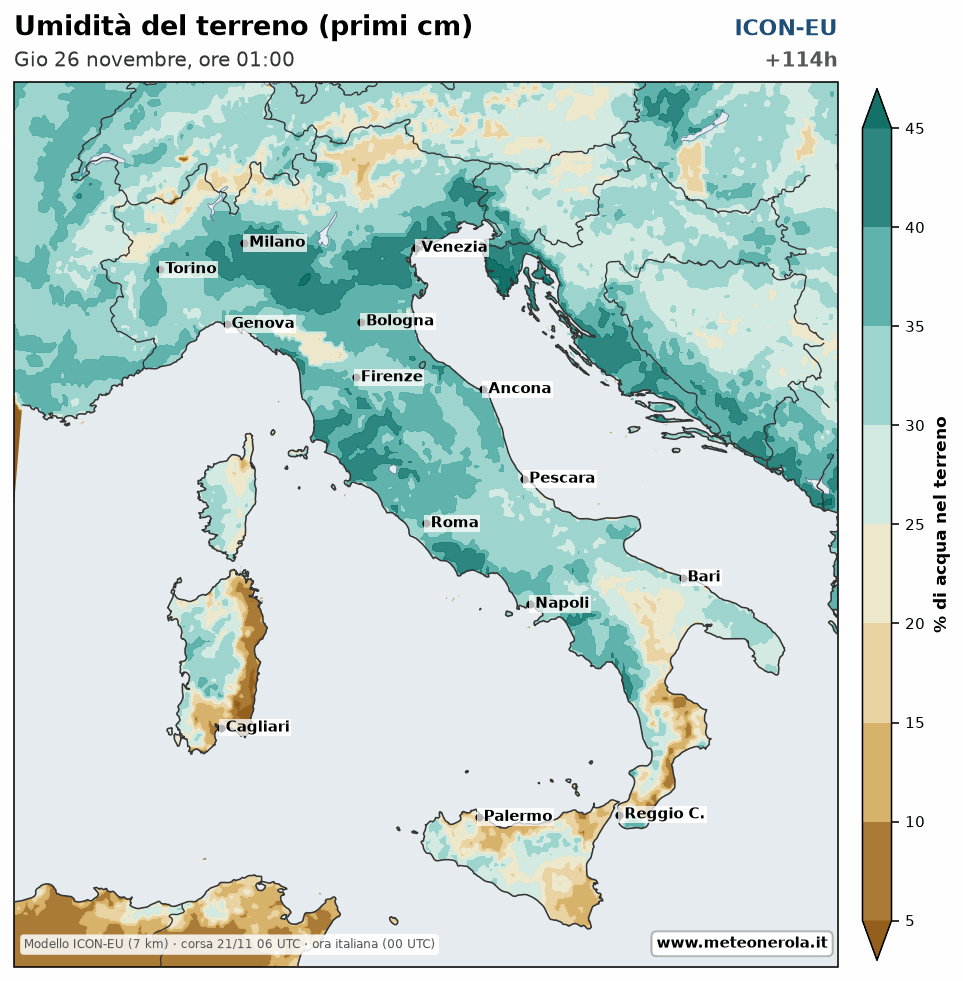 Umidità del terreno (primi cm)
ICON-EU
Gio 26 novembre, ore 01:00
+114h
45
40
35
30
25
20
15
10
5
% di acqua nel terreno
Milano
Venezia
Torino
Genova
Bologna
Firenze
Ancona
Pescara
Roma
Bari
Napoli
Cagliari
Palermo
Reggio C.
Modello ICON-EU (7 km) · corsa 21/11 06 UTC · ora italiana (00 UTC)
www.meteonerola.it